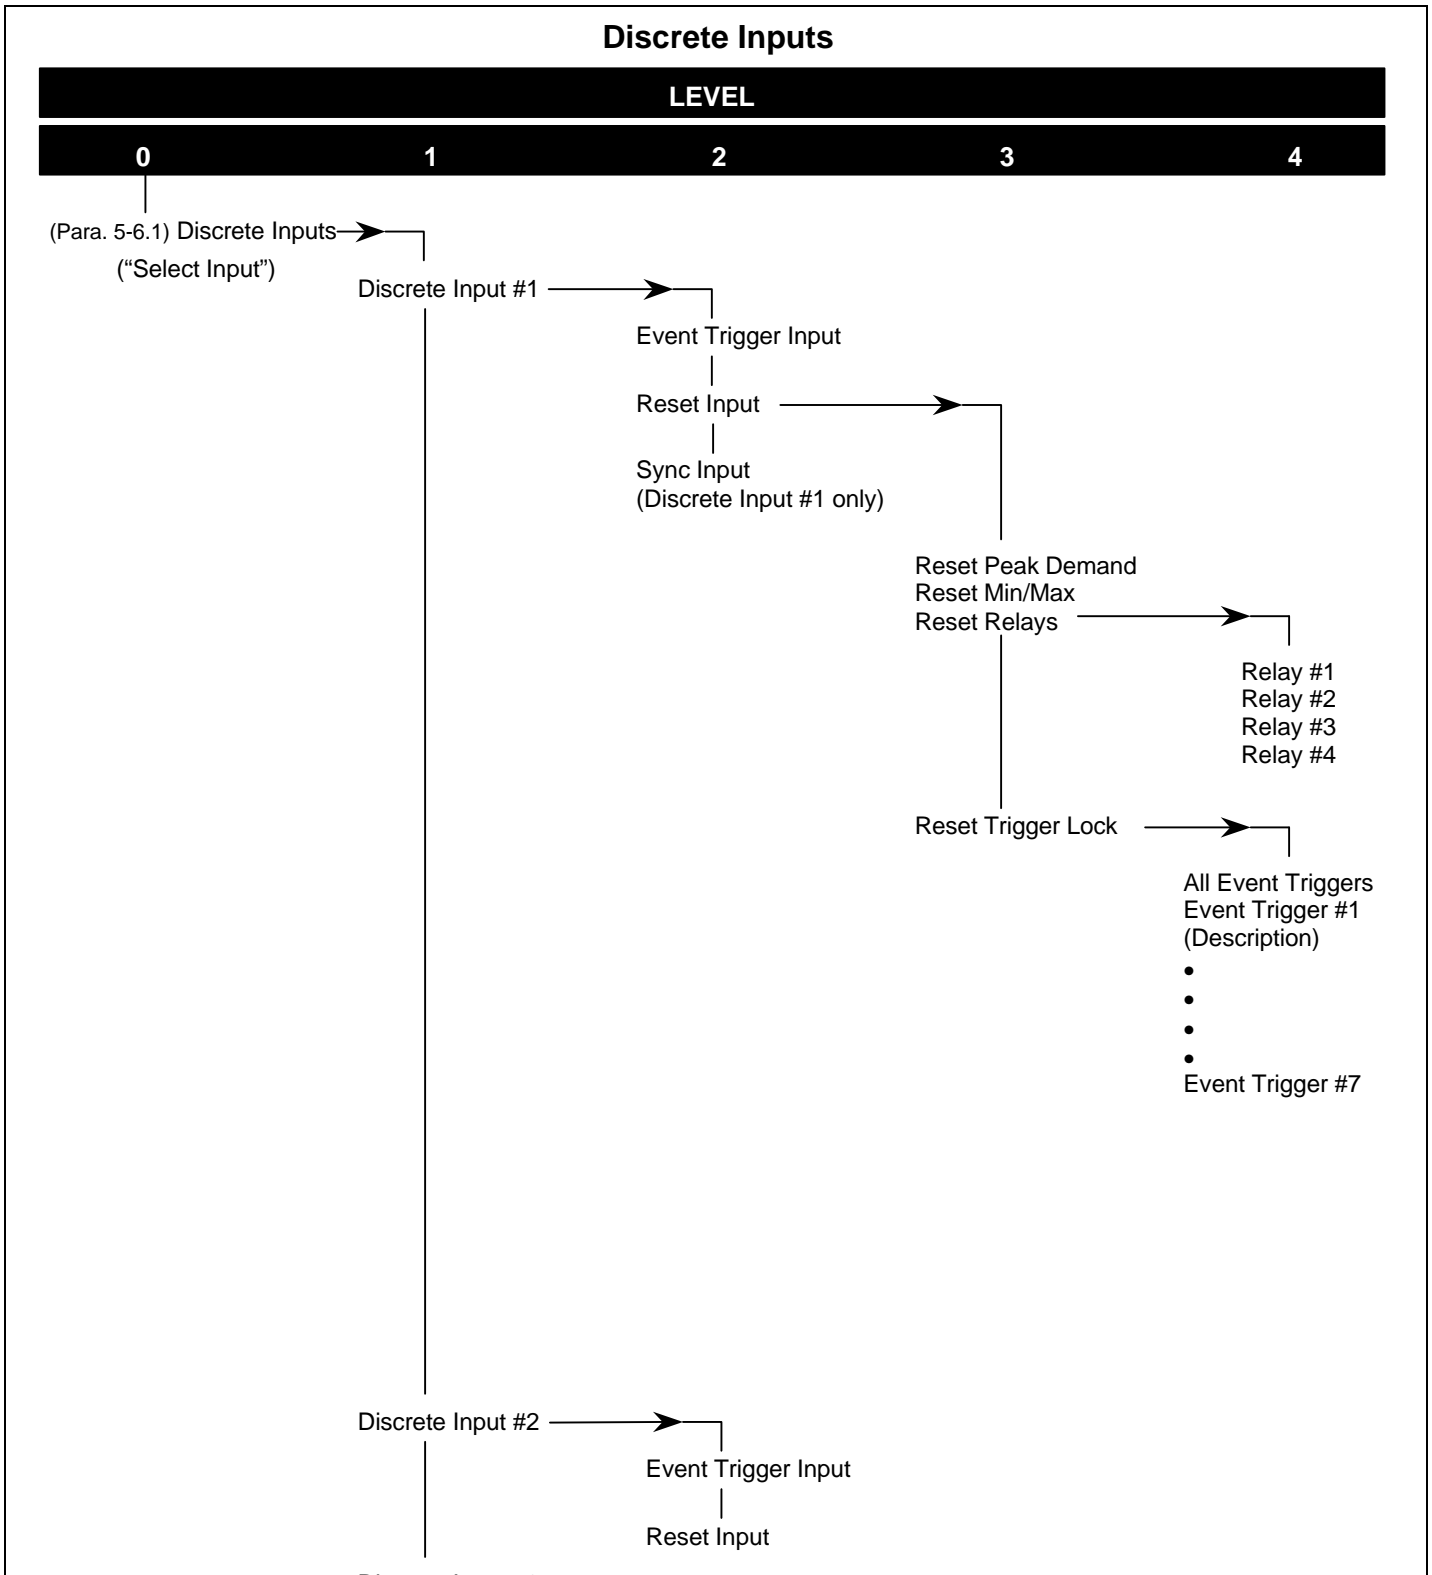 Discrete Inputs
LEVEL
0 1 2 3 4
(Para. 5-6.1) Discrete Inputs
(“Select Input”)
Discrete Input #1
Event Trigger Input
Reset Input
Sync Input
(Discrete Input #1 only)
Reset Peak Demand
Reset Min/Max
Reset Relays
Relay #1
Relay #2
Relay #3
Relay #4
Reset Trigger Lock
All Event Triggers
Event Trigger #1
(Description)
•
•
•
•
Event Trigger #7
Discrete Input #2
Event Trigger Input
Reset Input